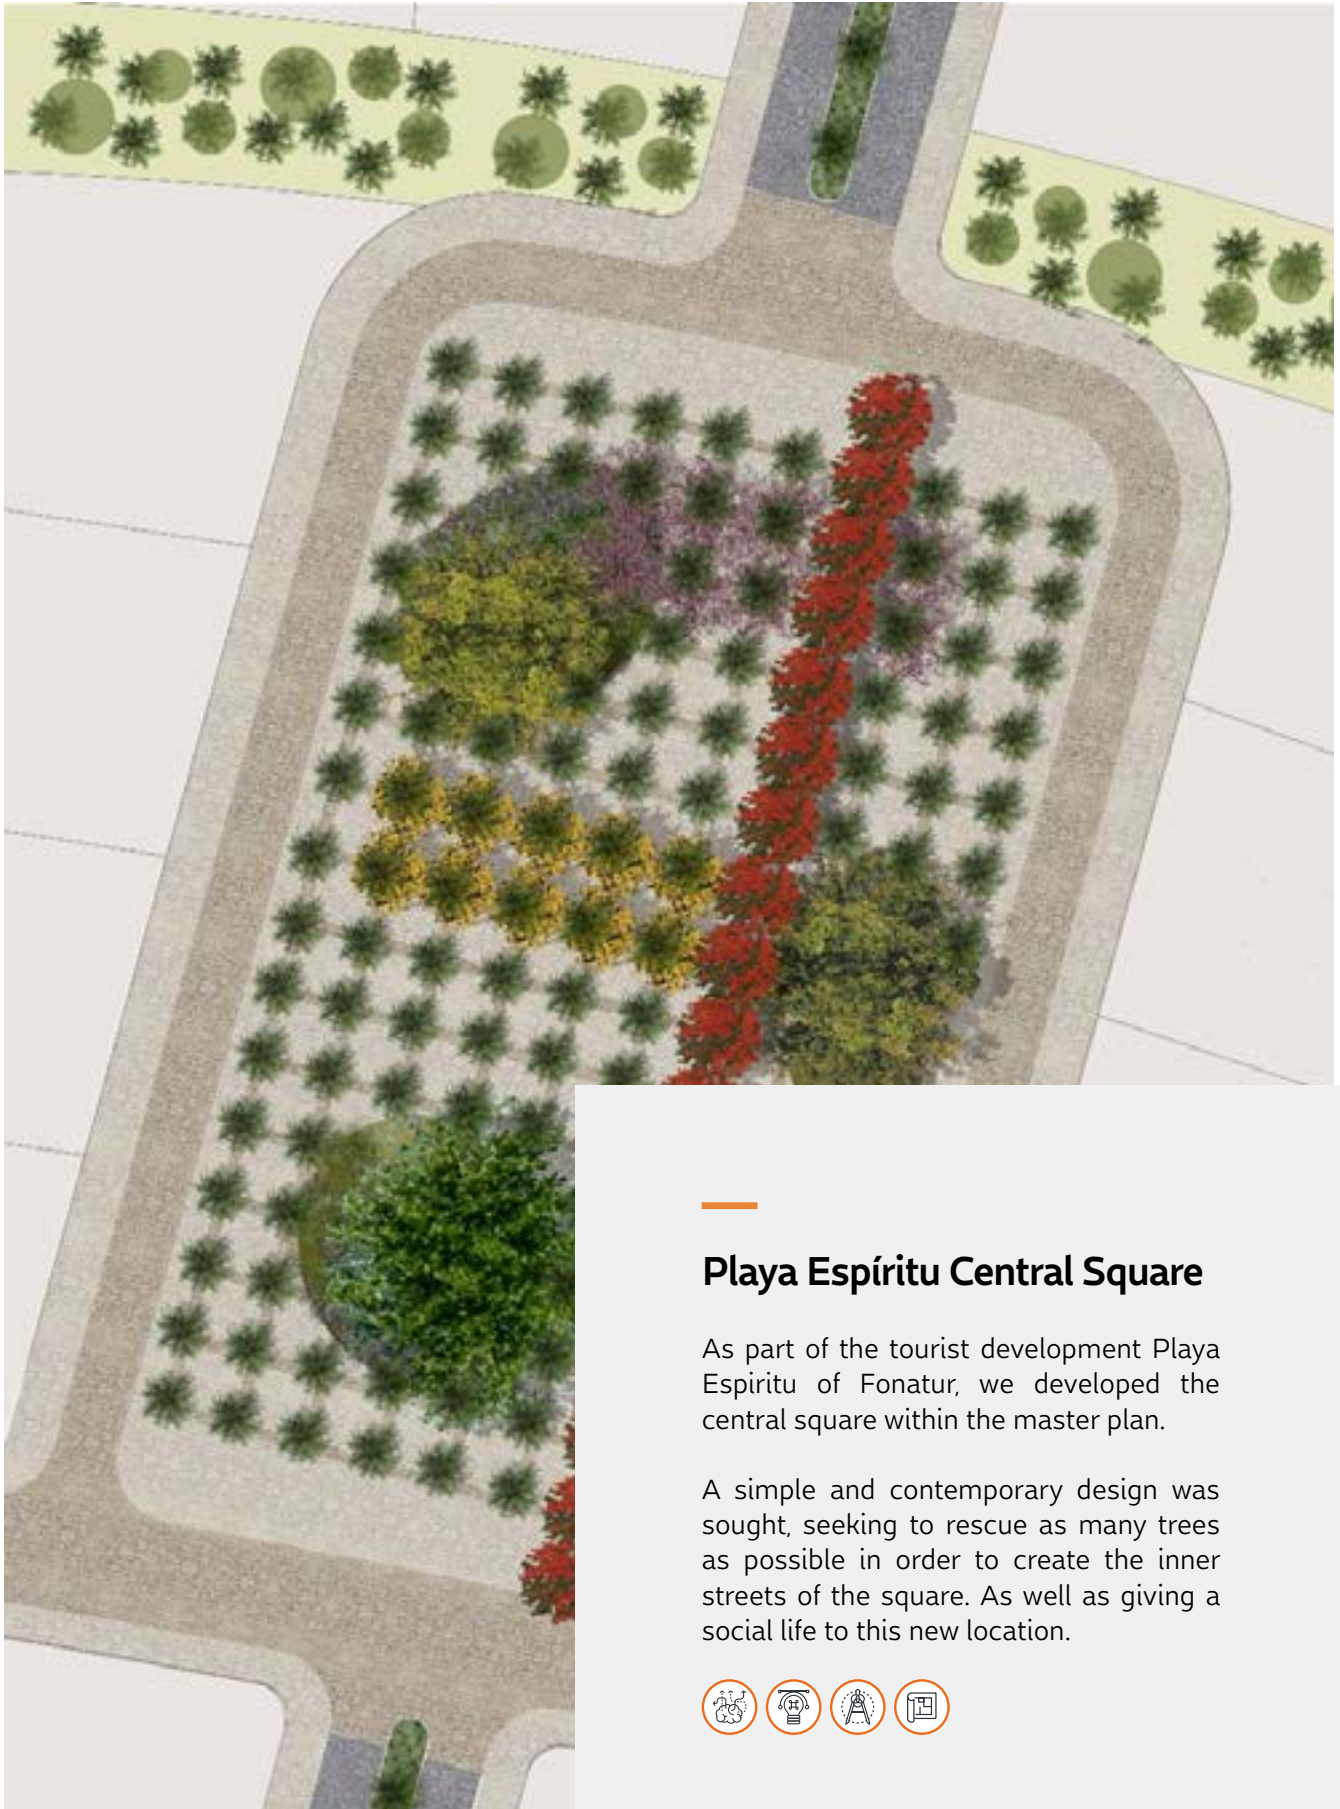 Playa Espíritu Central Square
As part of the tourist development Playa
Espiritu of Fonatur, we developed the
central square within the master plan.
A simple and contemporary design was
sought, seeking to rescue as many trees
as possible in order to create the inner
streets of the square. As well as giving a
social life to this new location.